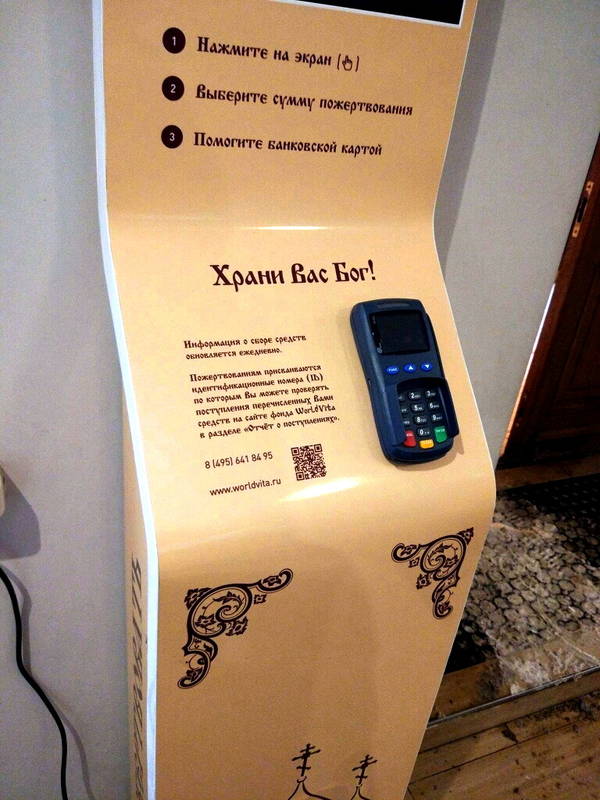 1 Нажмите на экран
2 Выберите сумму пожертвования
3 Помогите банковской картой
Храни Вас Бог!
Информация о сборе средств
обновляется ежедневно.
Пожертвованиям присваиваются
идентификационные номера (ID)
по которым Вы можете проверять
поступления перечисленных Вами
средств на сайте фонда WorldVita
в разделе «Отчёт о поступлениях».
8 (495) 641 84 95
www.worldvita.ru